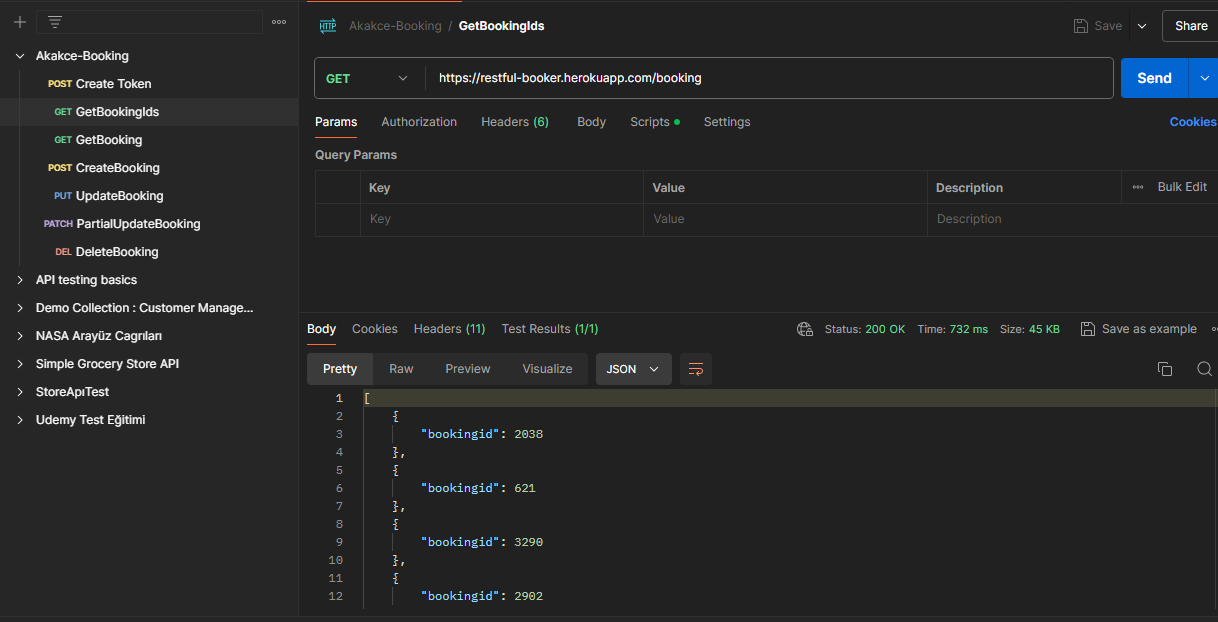 Akakce-Booking
POST Create Token
GET GetBookingIds
GET GetBooking
POST CreateBooking
PUT UpdateBooking
PATCH PartialUpdateBooking
DEL DeleteBooking
API testing basics
Demo Collection : Customer Manage...
NASA Arayüz Cagrıları
Simple Grocery Store API
StoreApıTest
Udemy Test Eğitimi
HTTP Akakce-Booking / GetBookingIds Save Share
GET https://restful-booker.herokuapp.com/booking Send
Params Authorization Headers (6) Body Scripts Settings Cookies
Query Params
Key Value Description Bulk Edit
Key Value Description
Body Cookies Headers (11) Test Results (1/1) Status: 200 OK Time: 732 ms Size: 45 KB Save as example
Pretty Raw Preview Visualize JSON
1 [
2 {
3 "bookingid": 2038
4 },
5 {
6 "bookingid": 621
7 },
8 {
9 "bookingid": 3290
10 },
11 {
12 "bookingid": 2902